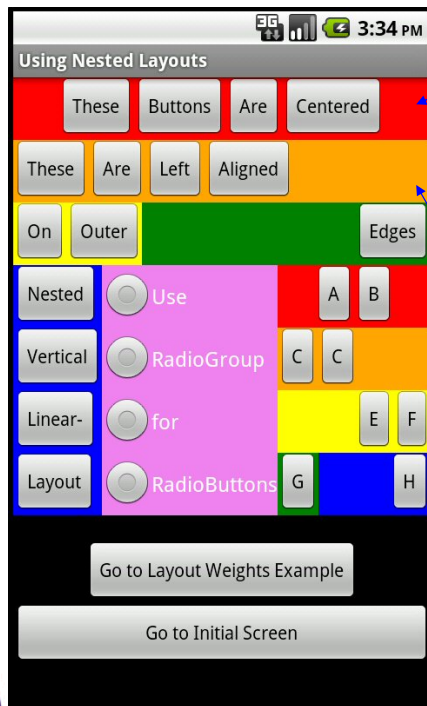 3G 3:34 PM
Using Nested Layouts
These Buttons Are Centered
These Are Left Aligned
On Outer Edges
Nested Use A B
Vertical RadioGroup C C
Linear- for E F
Layout RadioButtons G H
Go to Layout Weights Example
Go to Initial Screen